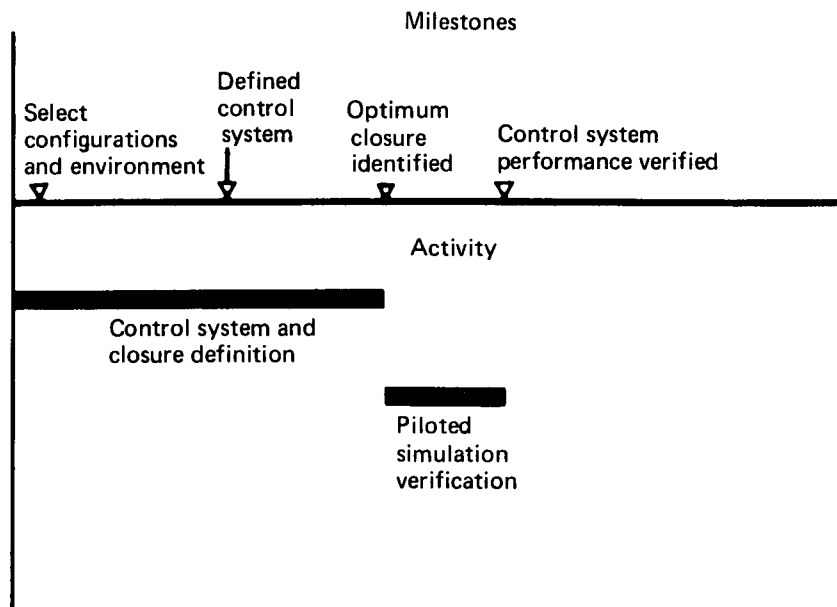 Milestones
Select
configurations
and environment
Defined
control
system
Optimum
closure
identified
Control system
performance verified
Activity
Control system and
closure definition
Piloted
simulation
verification